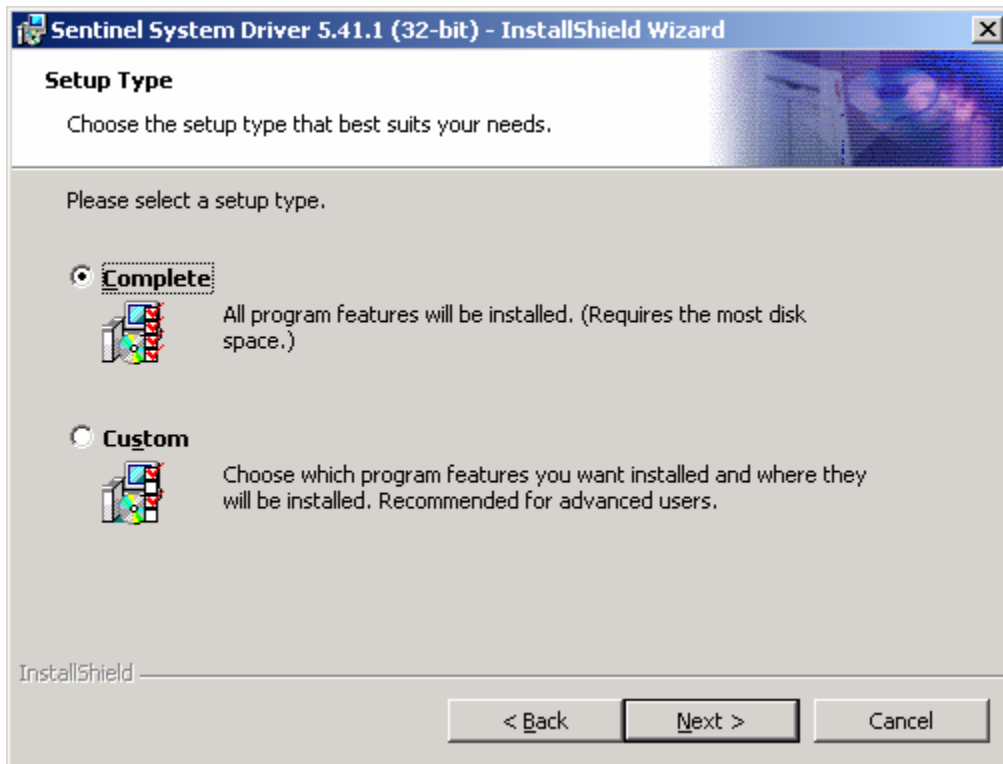 Sentinel System Driver 5.41.1 (32-bit) - InstallShield Wizard
Setup Type
Choose the setup type that best suits your needs.
Please select a setup type.
Complete
All program features will be installed. (Requires the most disk
space.)
Custom
Choose which program features you want installed and where they
will be installed. Recommended for advanced users.
InstallShield
< Back
Next >
Cancel